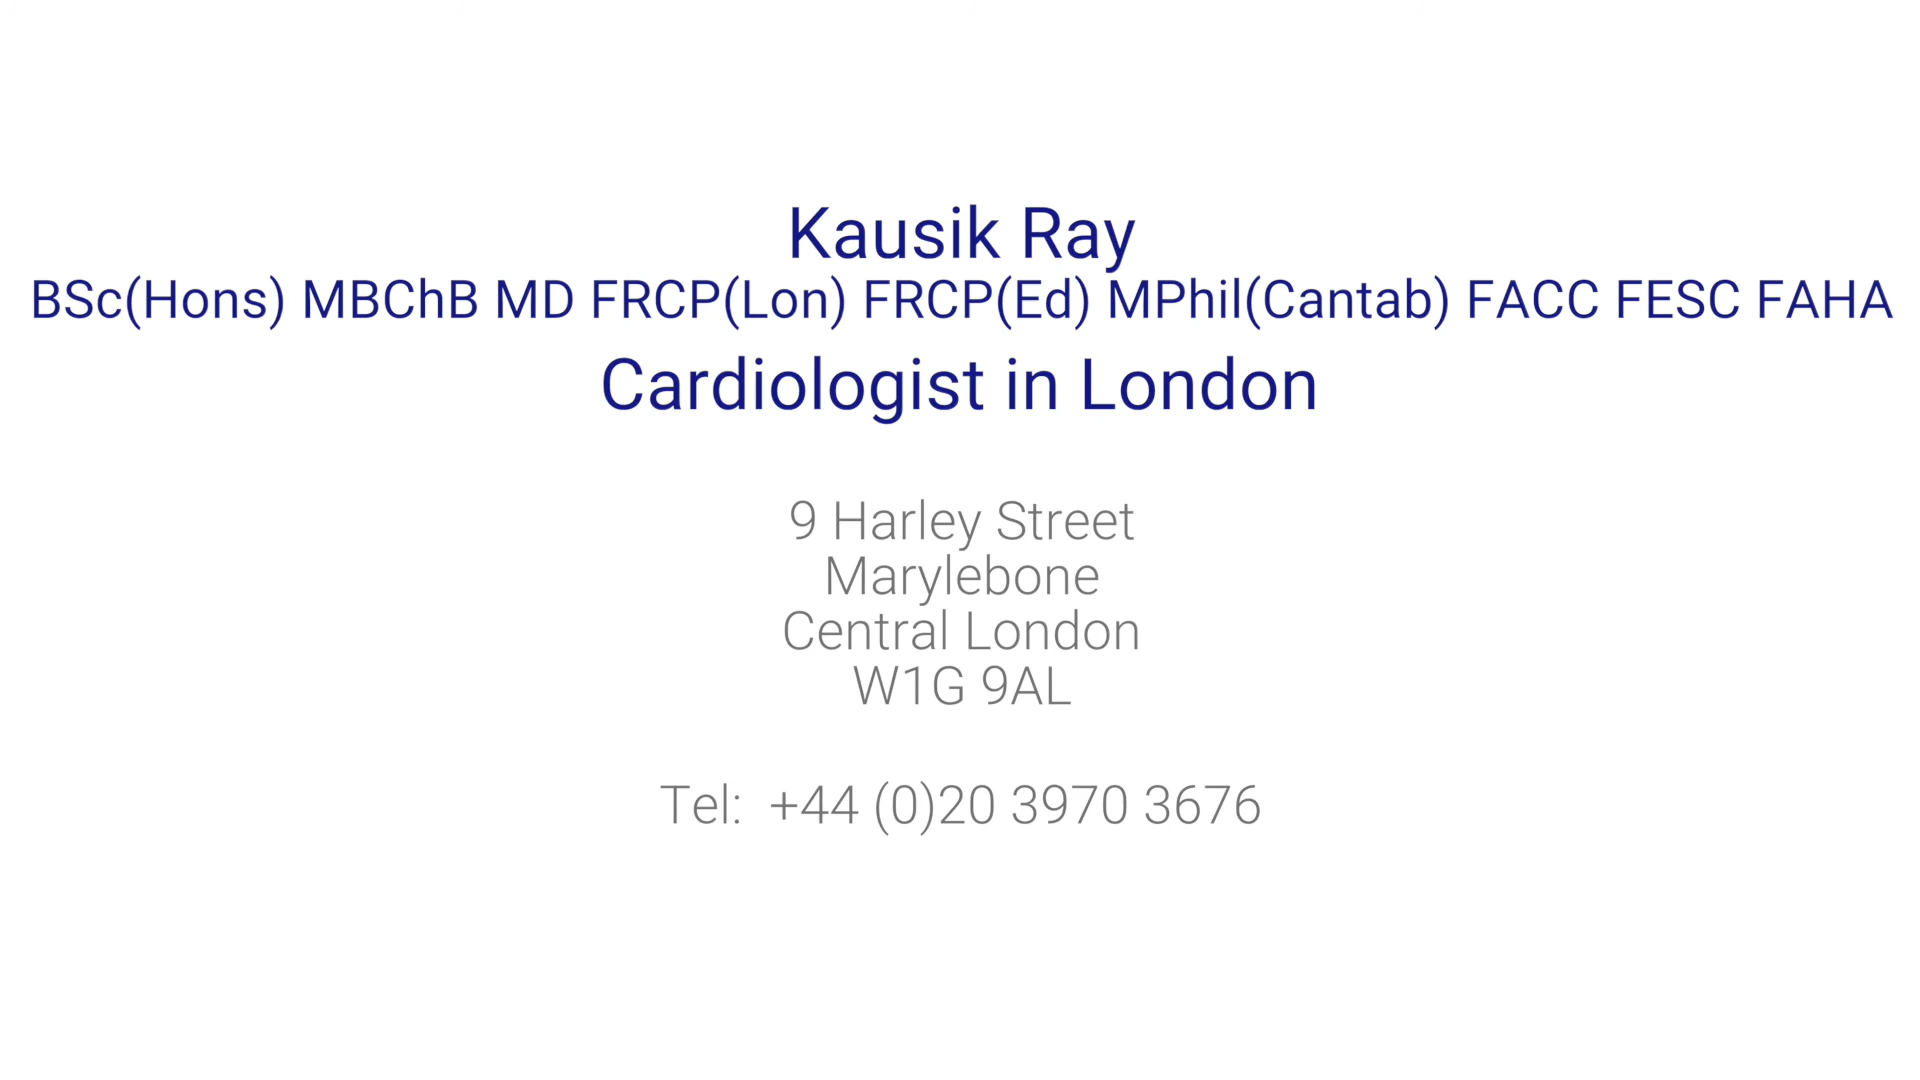 Kausik Ray
BSc(Hons) MBChB MD FRCP(Lon) FRCP(Ed) MPhil(Cantab) FACC FESC FAHA
Cardiologist in London
9 Harley Street
Marylebone
Central London
W1G 9AL
Tel: +44 (0)20 3970 3676